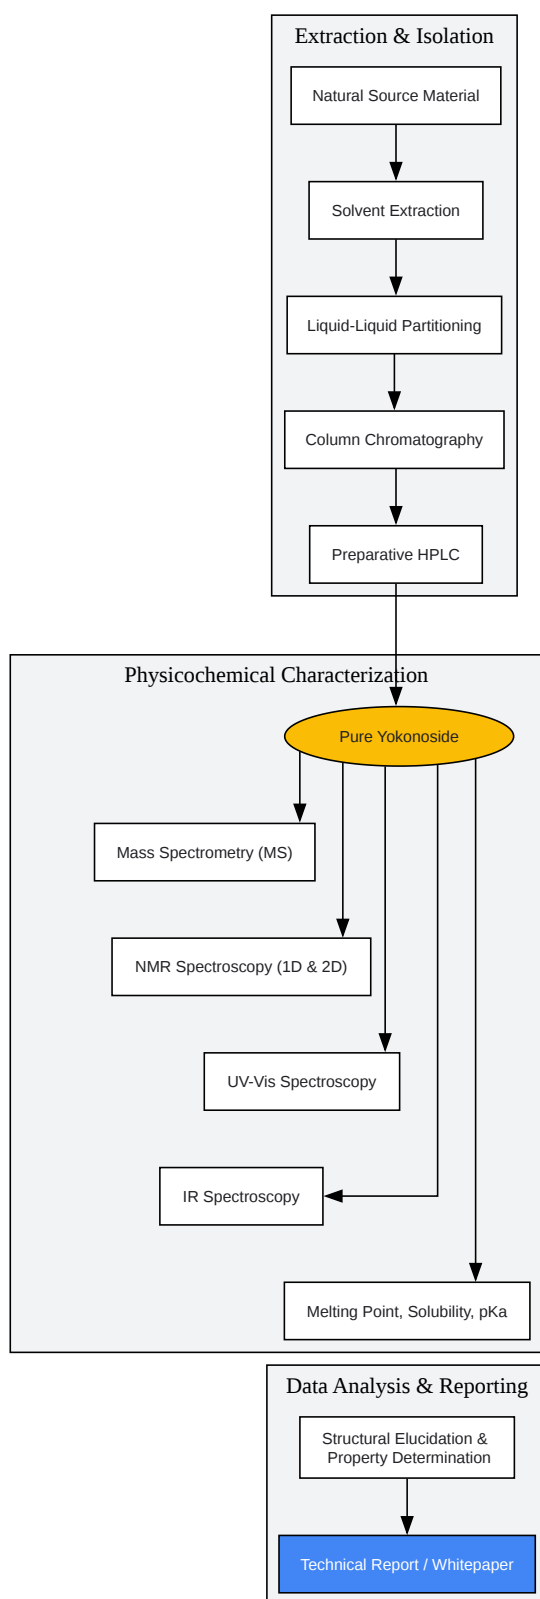 Extraction & Isolation
Natural Source Material
Solvent Extraction
Liquid-Liquid Partitioning
Column Chromatography
Preparative HPLC
Physicochemical Characterization
Pure Yokonoside
Mass Spectrometry (MS)
NMR Spectroscopy (1D & 2D)
UV-Vis Spectroscopy
IR Spectroscopy
Melting Point, Solubility, pKa
Data Analysis & Reporting
Structural Elucidation &
Property Determination
Technical Report / Whitepaper